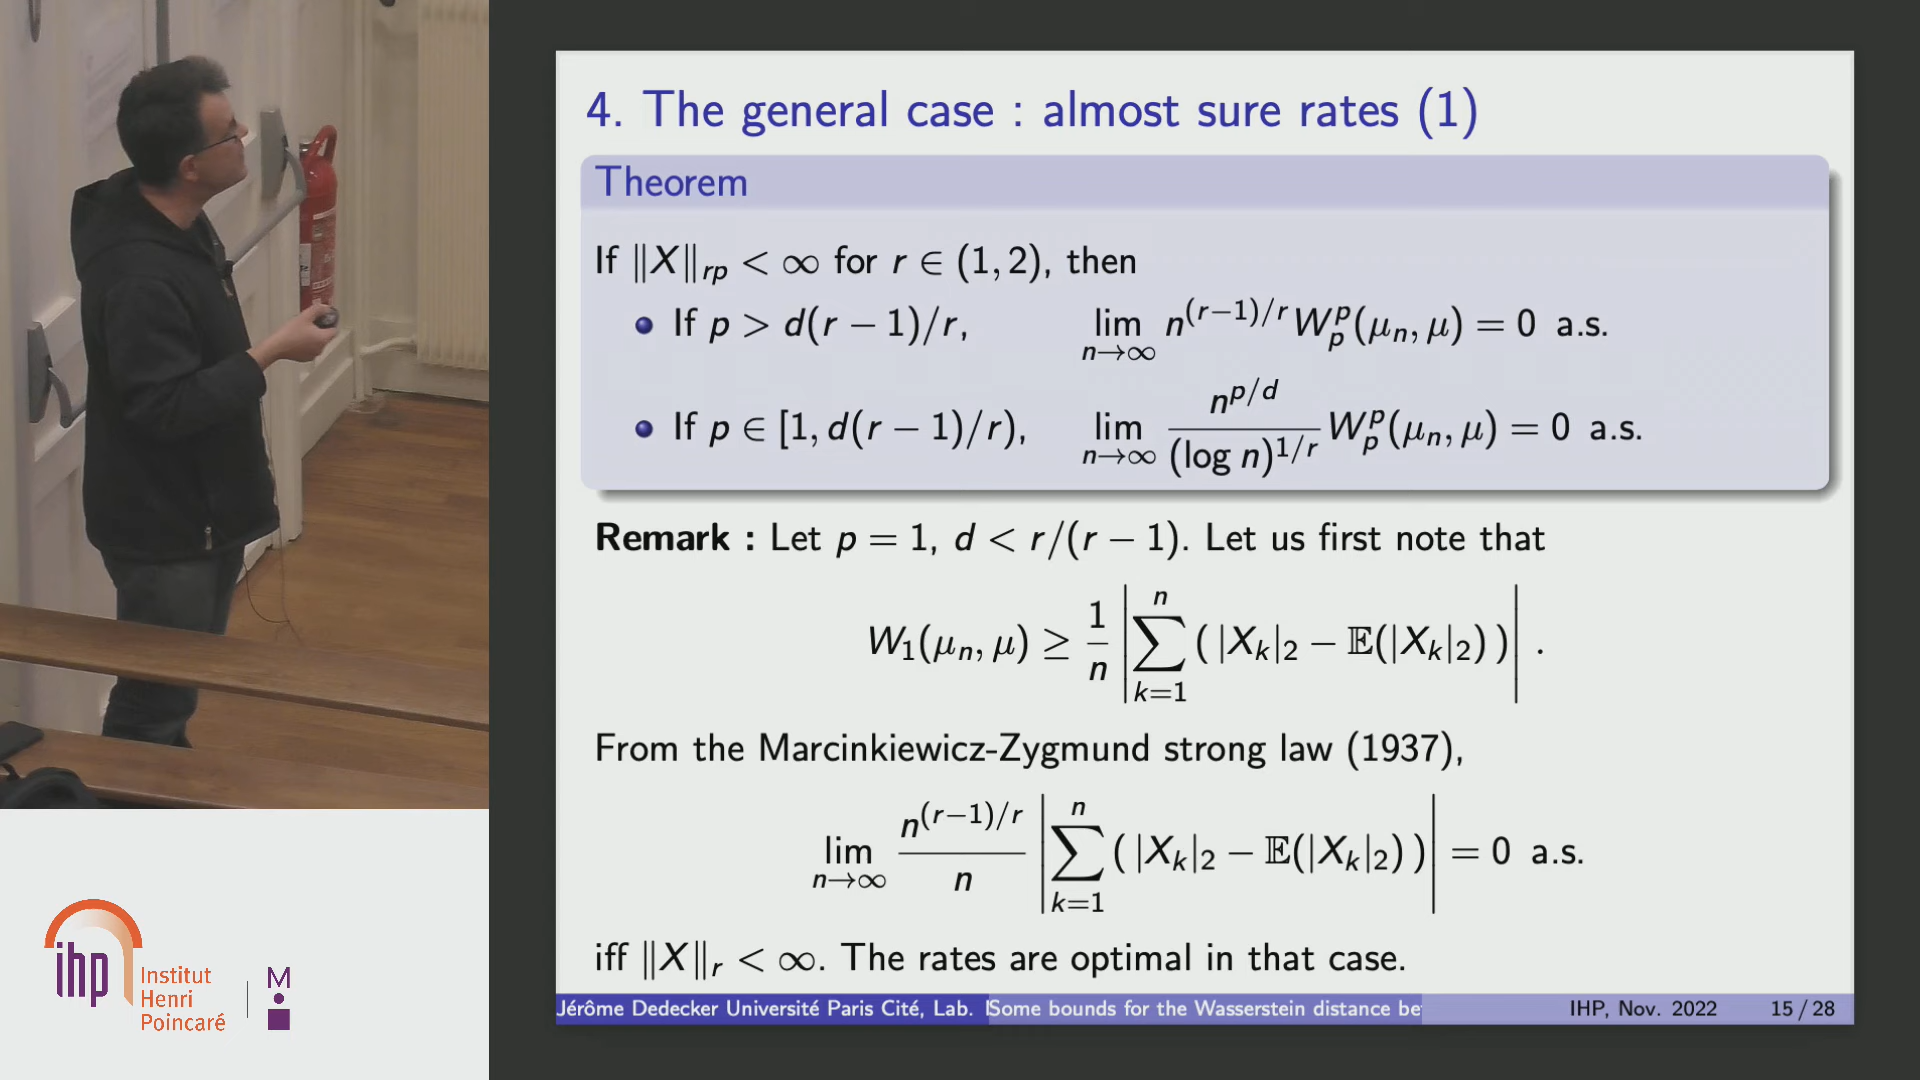 4. The general case : almost sure rates (1)
Theorem
If ‖X‖_{rp} < ∞ for r ∈ (1, 2), then
• If p > d(r − 1)/r, lim_{n→∞} n^{(r−1)/r} W_p^p(μ_n, μ) = 0 a.s.
• If p ∈ [1, d(r − 1)/r), lim_{n→∞} \frac{n^{p/d}}{(log n)^{1/r}} W_p^p(μ_n, μ) = 0 a.s.
Remark : Let p = 1, d < r/(r − 1). Let us first note that
W_1(μ_n, μ) ≥ \frac{1}{n} |∑_{k=1}^{n} ( |X_k|_2 − 𝔼(|X_k|_2) )| .
From the Marcinkiewicz-Zygmund strong law (1937),
lim_{n→∞} \frac{n^{(r−1)/r}}{n} |∑_{k=1}^{n} ( |X_k|_2 − 𝔼(|X_k|_2) )| = 0 a.s.
iff ‖X‖_r < ∞. The rates are optimal in that case.
Jérôme Dedecker Université Paris Cité, Lab. Some bounds for the Wasserstein distance be IHP, Nov. 2022 15 / 28
ihp Institut
Henri
Poincaré
M